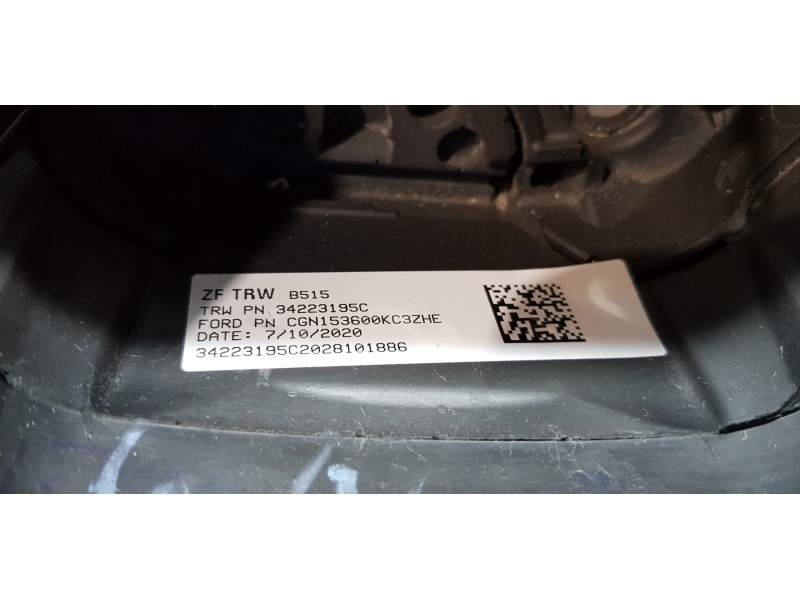 ZF TRW B515
TRW PN 34223195C
FORD PN CGN153600KC3ZHE
DATE: 7/10/2020
34223195C2028101886